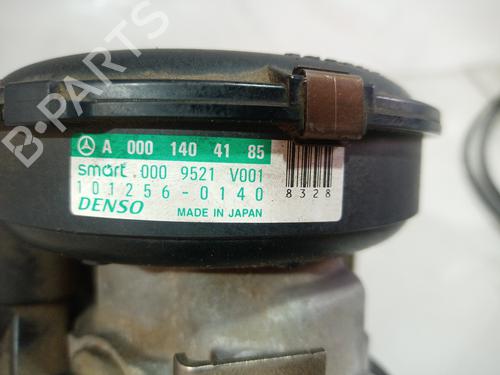 B-PARTS
A 000 140 41 85
smart. 000 9521 V001
101256-0140
DENSO MADE IN JAPAN
8328